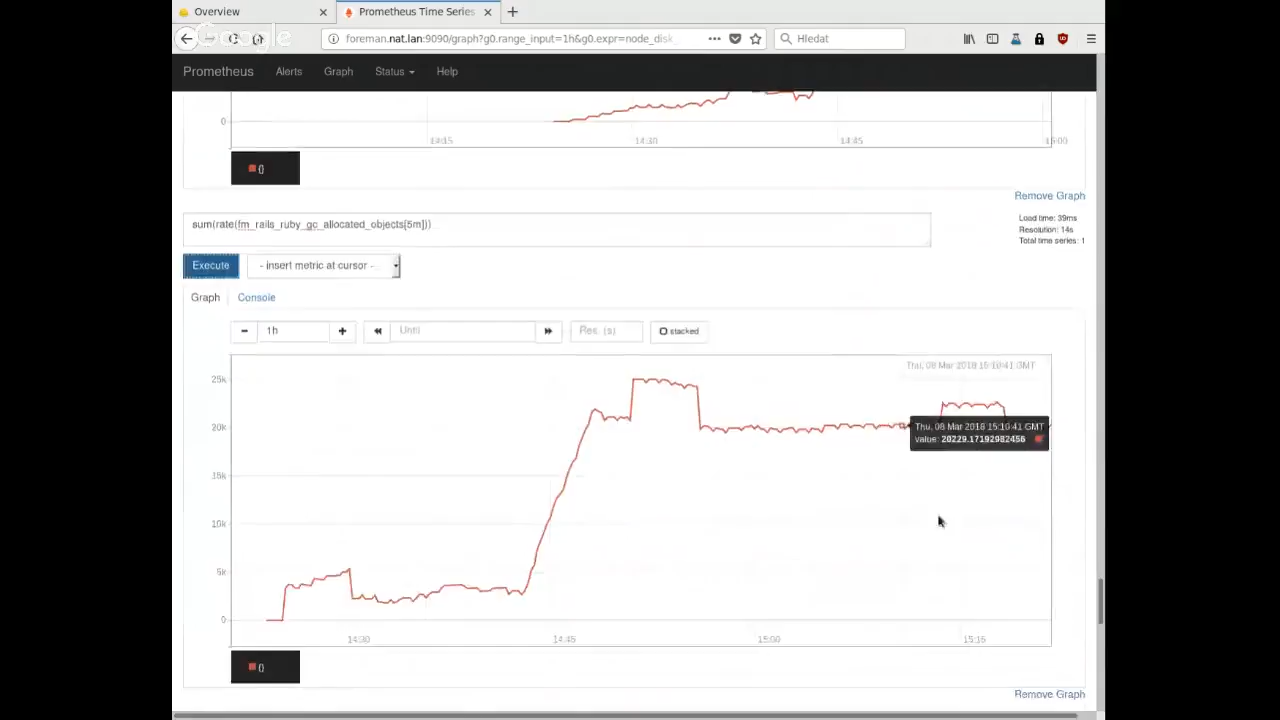 Overview
Prometheus Time Series
Google
foreman.nat.lan:9090/graph?g0.range_input=1h&g0.expr=node_disk_
Hledat
Prometheus Alerts Graph Status Help
0
14:15 14:30 14:45 15:00
{}
Remove Graph
sum(rate(fm_rails_ruby_gc_allocated_objects[5m]))
Load time: 39ms
Resolution: 14s
Total time series: 1
Execute - insert metric at cursor -
Graph Console
1h Until Res. (s) stacked
Thu, 08 Mar 2018 15:10:41 GMT
25k
20k
15k
10k
5k
0
Thu, 08 Mar 2018 15:10:41 GMT
value: 20229.17192982456
14:30 14:45 15:00 15:15
{}
Remove Graph